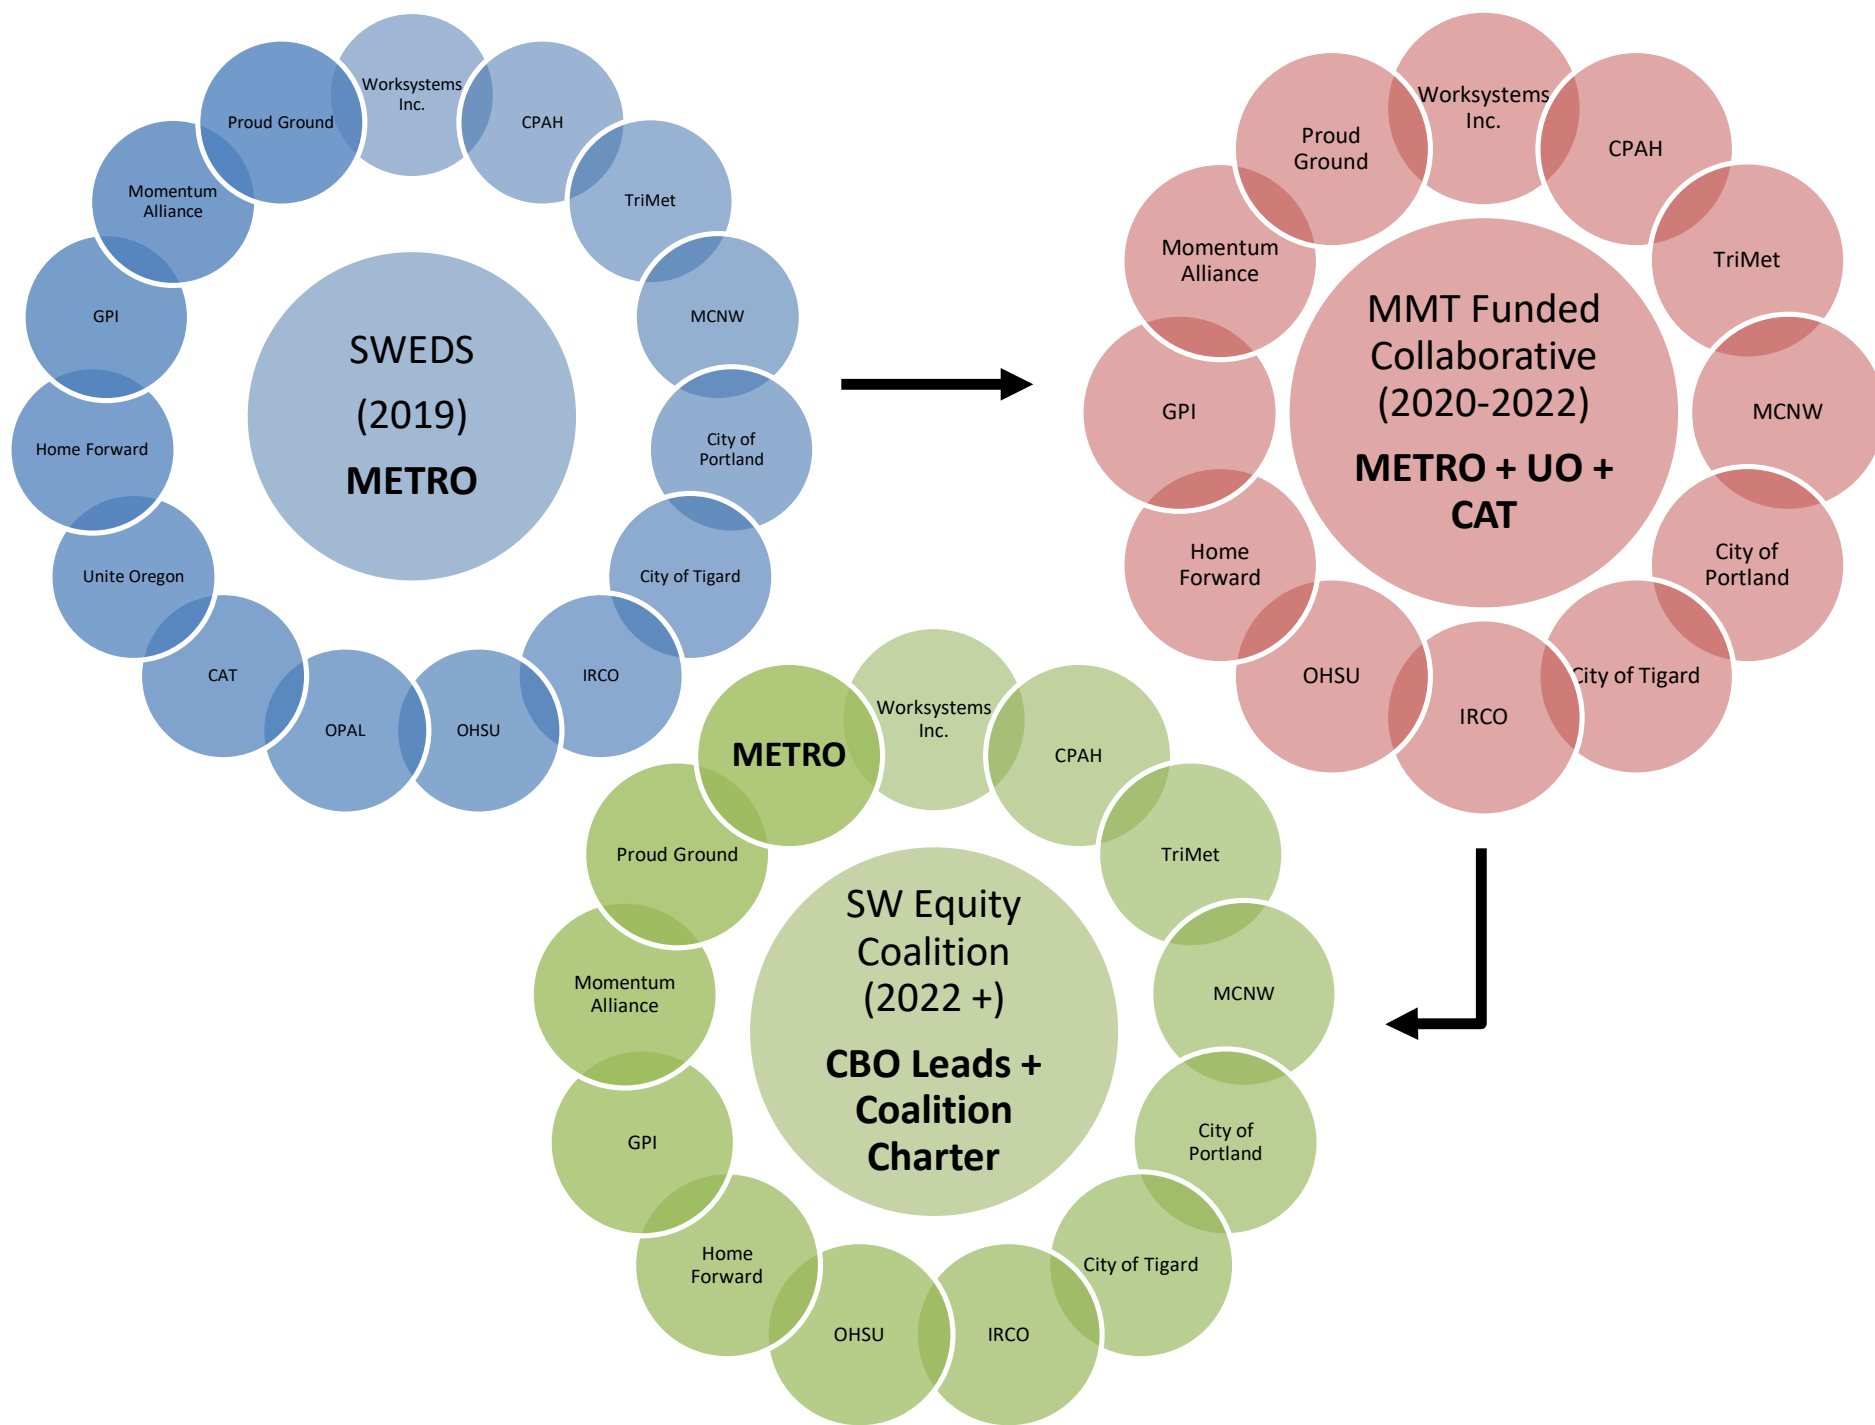 Worksystems
Inc.
CPAH
TriMet
MCNW
City of
Portland
City of Tigard
IRCO
OHSU
OPAL
CAT
Unite Oregon
Home Forward
GPI
Momentum
Alliance
Proud Ground
SWEDS
(2019)
METRO
Worksystems
Inc.
CPAH
TriMet
MCNW
City of
Portland
City of Tigard
IRCO
OHSU
Home
Forward
GPI
Momentum
Alliance
Proud
Ground
MMT Funded
Collaborative
(2020-2022)
METRO + UO +
CAT
Worksystems
Inc.
CPAH
TriMet
MCNW
City of
Portland
City of Tigard
IRCO
OHSU
Home
Forward
GPI
Momentum
Alliance
Proud Ground
METRO
SW Equity
Coalition
(2022 +)
CBO Leads +
Coalition
Charter